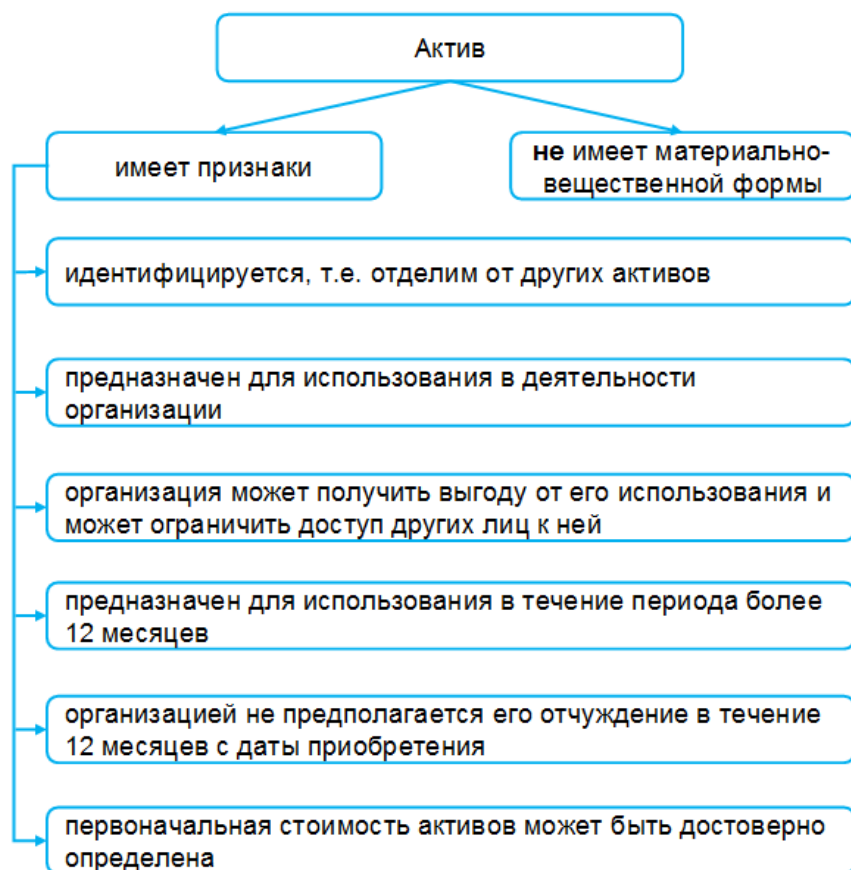 Актив
имеет признаки
не имеет материально-
вещественной формы
идентифицируется, т.е. отделим от других активов
предназначен для использования в деятельности
организации
организация может получить выгоду от его использования и
может ограничить доступ других лиц к ней
предназначен для использования в течение периода более
12 месяцев
организацией не предполагается его отчуждение в течение
12 месяцев с даты приобретения
первоначальная стоимость активов может быть достоверно
определена